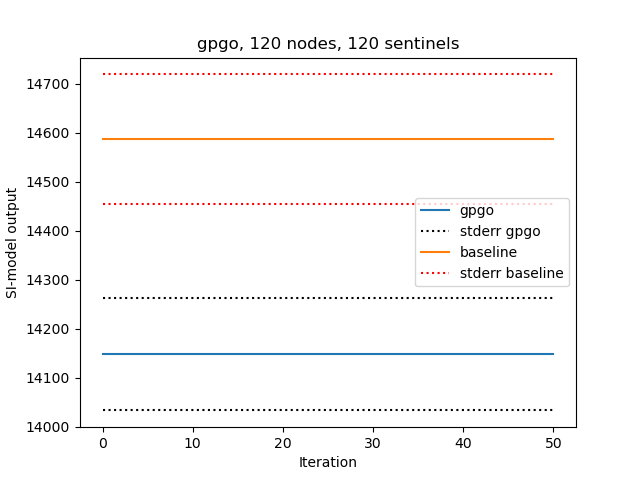 gpgo, 120 nodes, 120 sentinels
SI-model output
14700
14600
14500
14400
14300
14200
14100
14000
gpgo
stderr gpgo
baseline
stderr baseline
0 10 20 30 40 50
Iteration